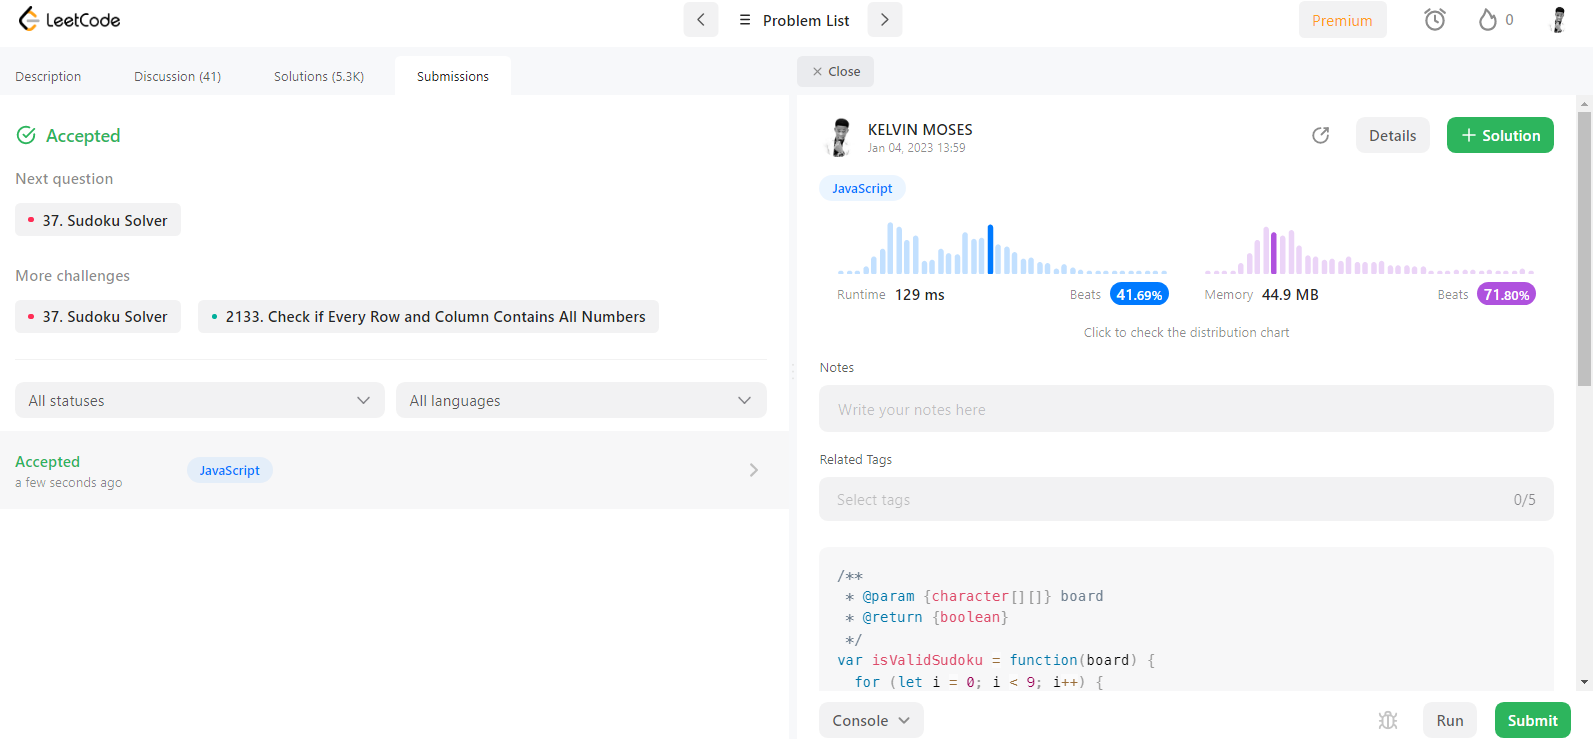 LeetCode
Problem List
Premium
0
Description
Discussion (41)
Solutions (5.3K)
Submissions
Close
Accepted
Next question
37. Sudoku Solver
More challenges
37. Sudoku Solver
2133. Check if Every Row and Column Contains All Numbers
All statuses
All languages
Accepted
a few seconds ago
JavaScript
KELVIN MOSES
Jan 04, 2023 13:59
Details
+ Solution
JavaScript
Runtime 129 ms
Beats 41.69%
Memory 44.9 MB
Beats 71.80%
Click to check the distribution chart
Notes
Write your notes here
Related Tags
Select tags
0/5
/**
 * @param {character[][]} board
 * @return {boolean}
 */
var isValidSudoku = function(board) {
  for (let i = 0; i < 9; i++) {
Console
Run
Submit